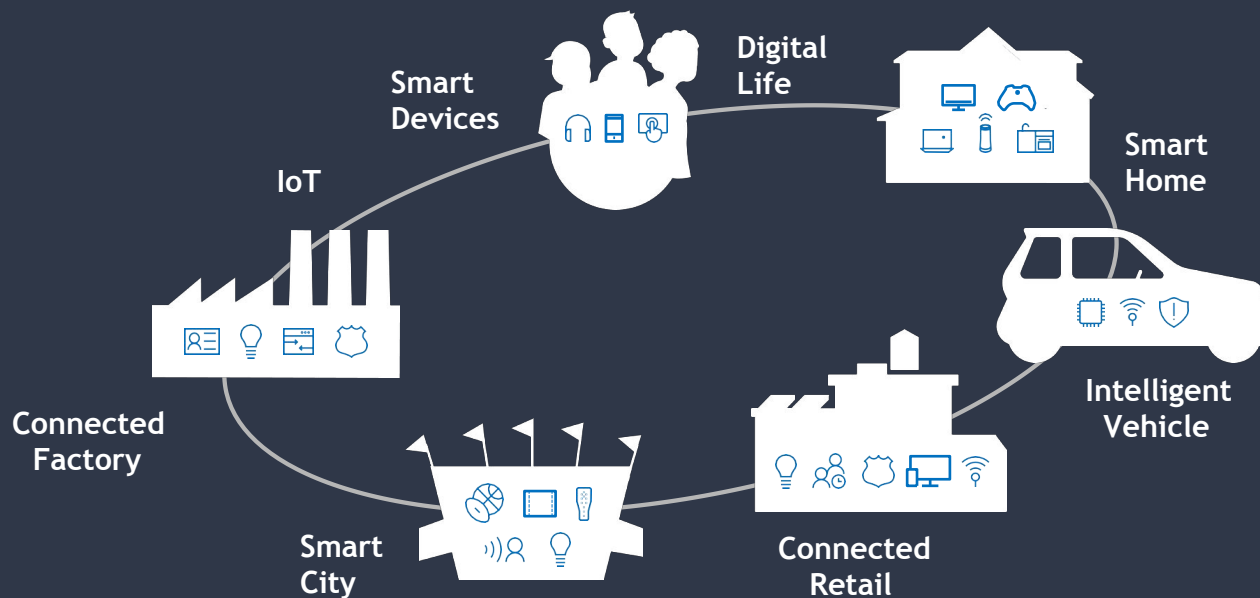 Digital
Life
Smart
Devices
Smart
Home
IoT
Intelligent
Vehicle
Connected
Factory
Smart
City
Connected
Retail